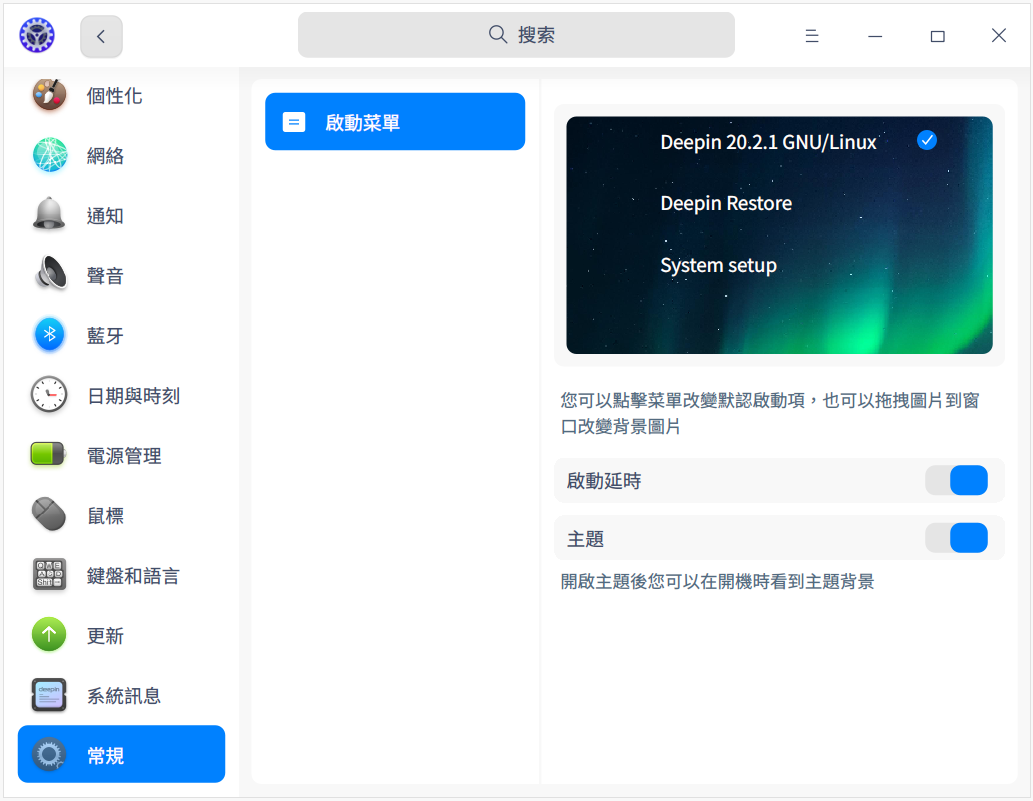 搜索
個性化
網絡
通知
聲音
藍牙
日期與時刻
電源管理
鼠標
鍵盤和語言
更新
deepin
系統訊息
常規
啟動菜單
Deepin 20.2.1 GNU/Linux
Deepin Restore
System setup
您可以點擊菜單改變默認啟動項，也可以拖拽圖片到窗
口改變背景圖片
啟動延時
主題
開啟主題後您可以在開機時看到主題背景